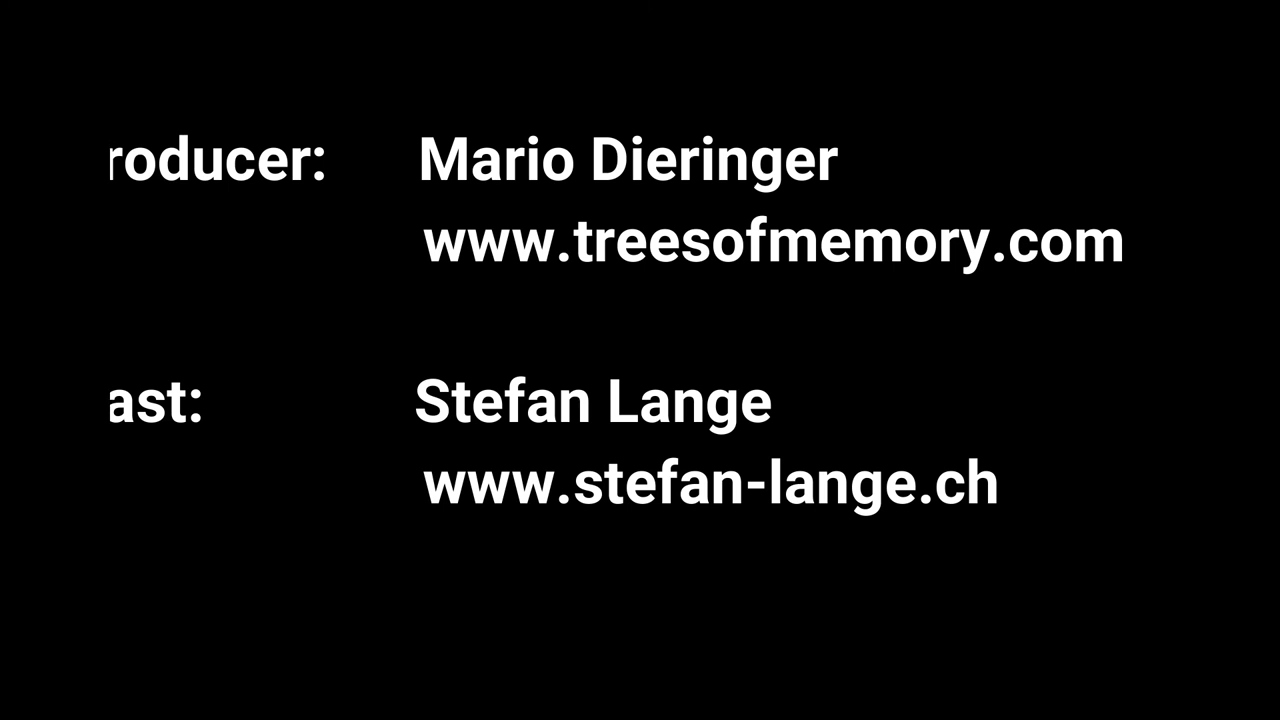 roducer: Mario Dieringer
www.treesofmemory.com
ast: Stefan Lange
www.stefan-lange.ch